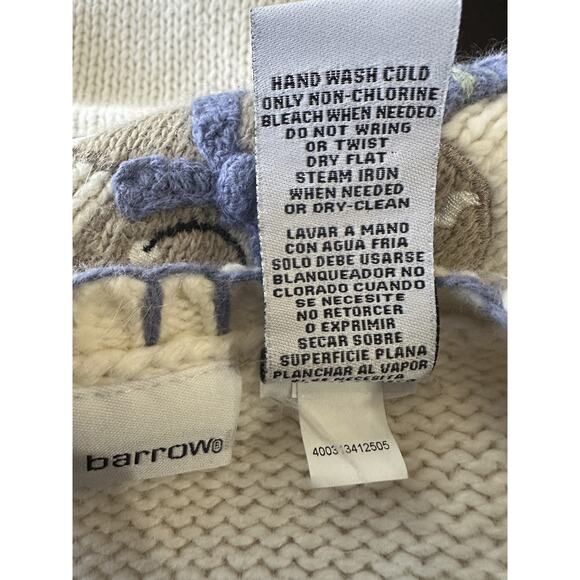 HAND WASH COLD
ONLY NON-CHLORINE
BLEACH WHEN NEEDED
DO NOT WRING
OR TWIST
DRY FLAT
STEAM IRON
WHEN NEEDED
OR DRY-CLEAN
LAVAR A MANO
CON AGUA FRIA
SOLO DEBE USARSE
BLANQUEADOR NO
CLORADO CUANDO
SE NECESITE
NO RETORCER
O EXPRIMIR
SECAR SOBRE
SUPERFICIE PLANA
PLANCHAR AL VAPOR
barrow®